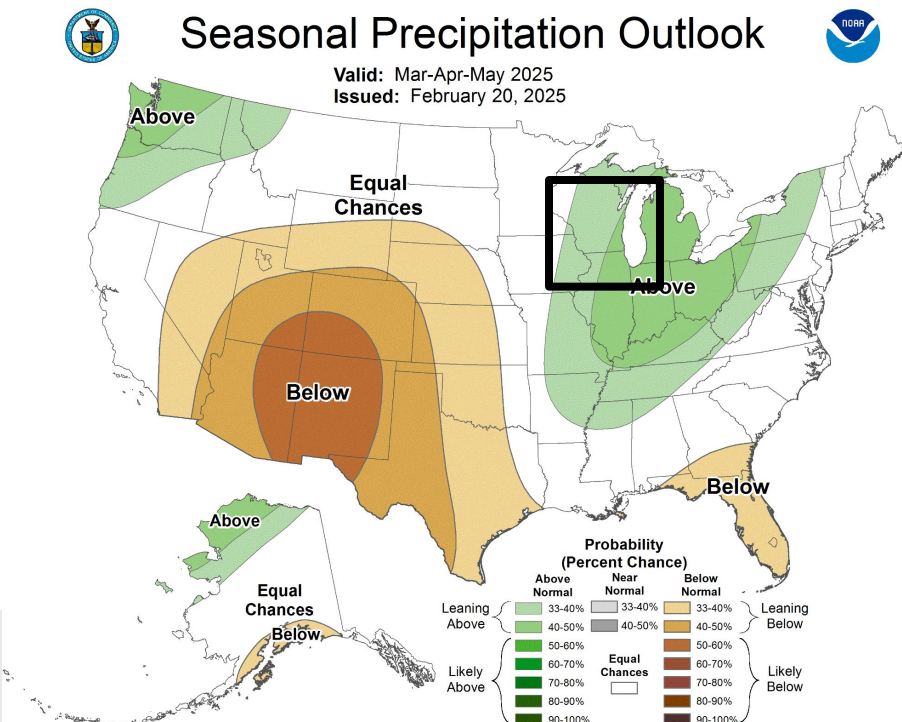 NOAA
Seasonal Precipitation Outlook
Valid: Mar-Apr-May 2025
Issued: February 20, 2025
Above
Equal
Chances
Above
Below
Below
Above
Equal
Chances
Below
Probability
(Percent Chance)
Above
Normal
Near
Normal
Below
Normal
Leaning
Above
33-40%
33-40%
33-40%
Leaning
Below
40-50%
40-50%
40-50%
Likely
Above
50-60%
60-70%
70-80%
80-90%
90-100%
Equal
Chances
50-60%
60-70%
70-80%
80-90%
90-100%
Likely
Below